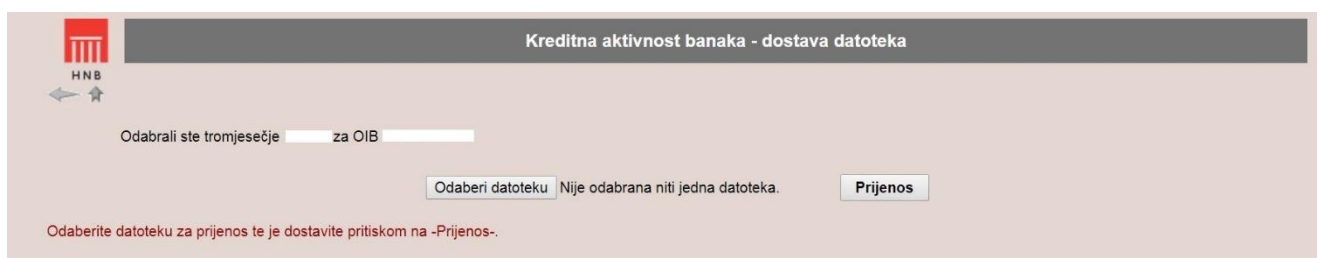 Kreditna aktivnost banaka - dostava datoteka
HNB
Odabrali ste tromjesečje za OIB
Odaberi datoteku Nije odabrana niti jedna datoteka. Prijenos
Odaberite datoteku za prijenos te je dostavite pritiskom na -Prijenos-.